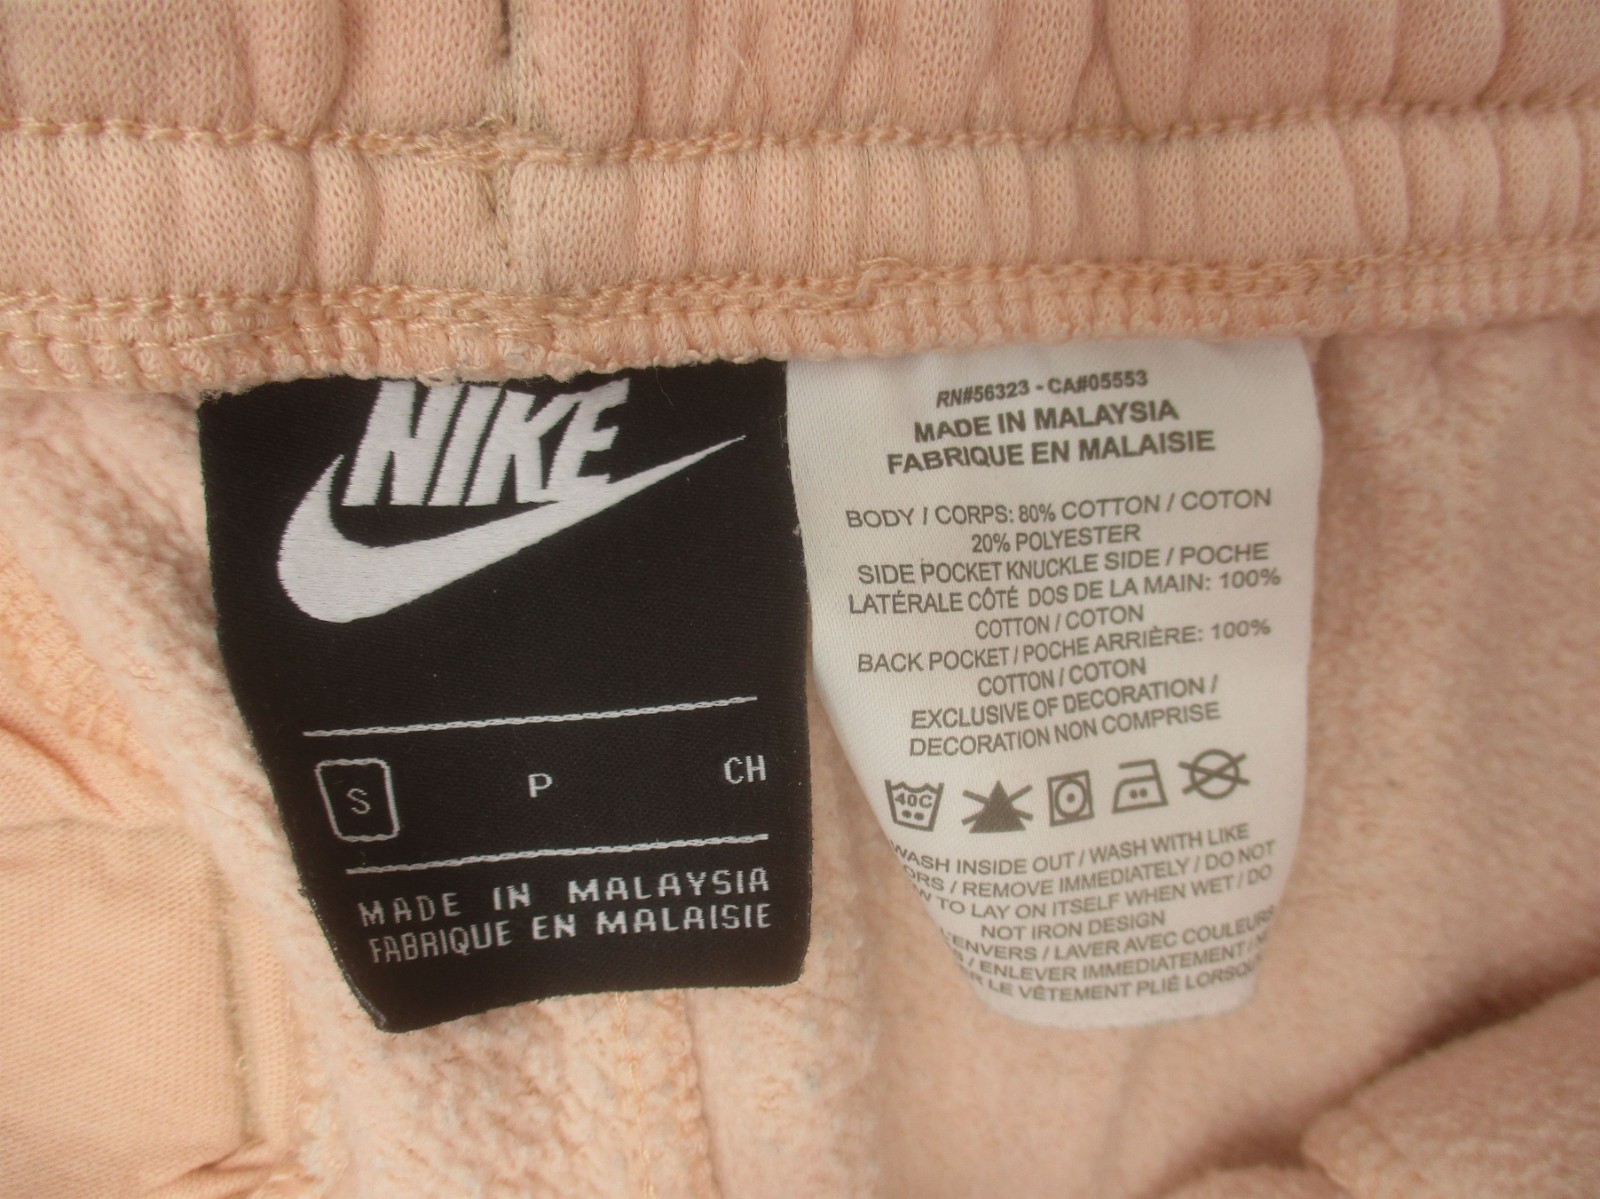 NIKE
S P CH
MADE IN MALAYSIA
FABRIQUE EN MALAISIE
RN#56323 - CA#05553
MADE IN MALAYSIA
FABRIQUE EN MALAISIE
BODY / CORPS: 80% COTTON / COTON
20% POLYESTER
SIDE POCKET KNUCKLE SIDE / POCHE
LATÉRALE CÔTÉ DOS DE LA MAIN: 100%
COTTON / COTON
BACK POCKET / POCHE ARRIÈRE: 100%
COTTON / COTON
EXCLUSIVE OF DECORATION /
DECORATION NON COMPRISE
40C
WASH INSIDE OUT / WASH WITH LIKE
/ REMOVE IMMEDIATELY / DO NOT
TO LAY ON ITSELF WHEN WET / DO
NOT IRON DESIGN
L'ENVERS / LAVER AVEC COULEURS
/ ENLEVER IMMEDIATEMENT /
LE VÊTEMENT PLIÉ